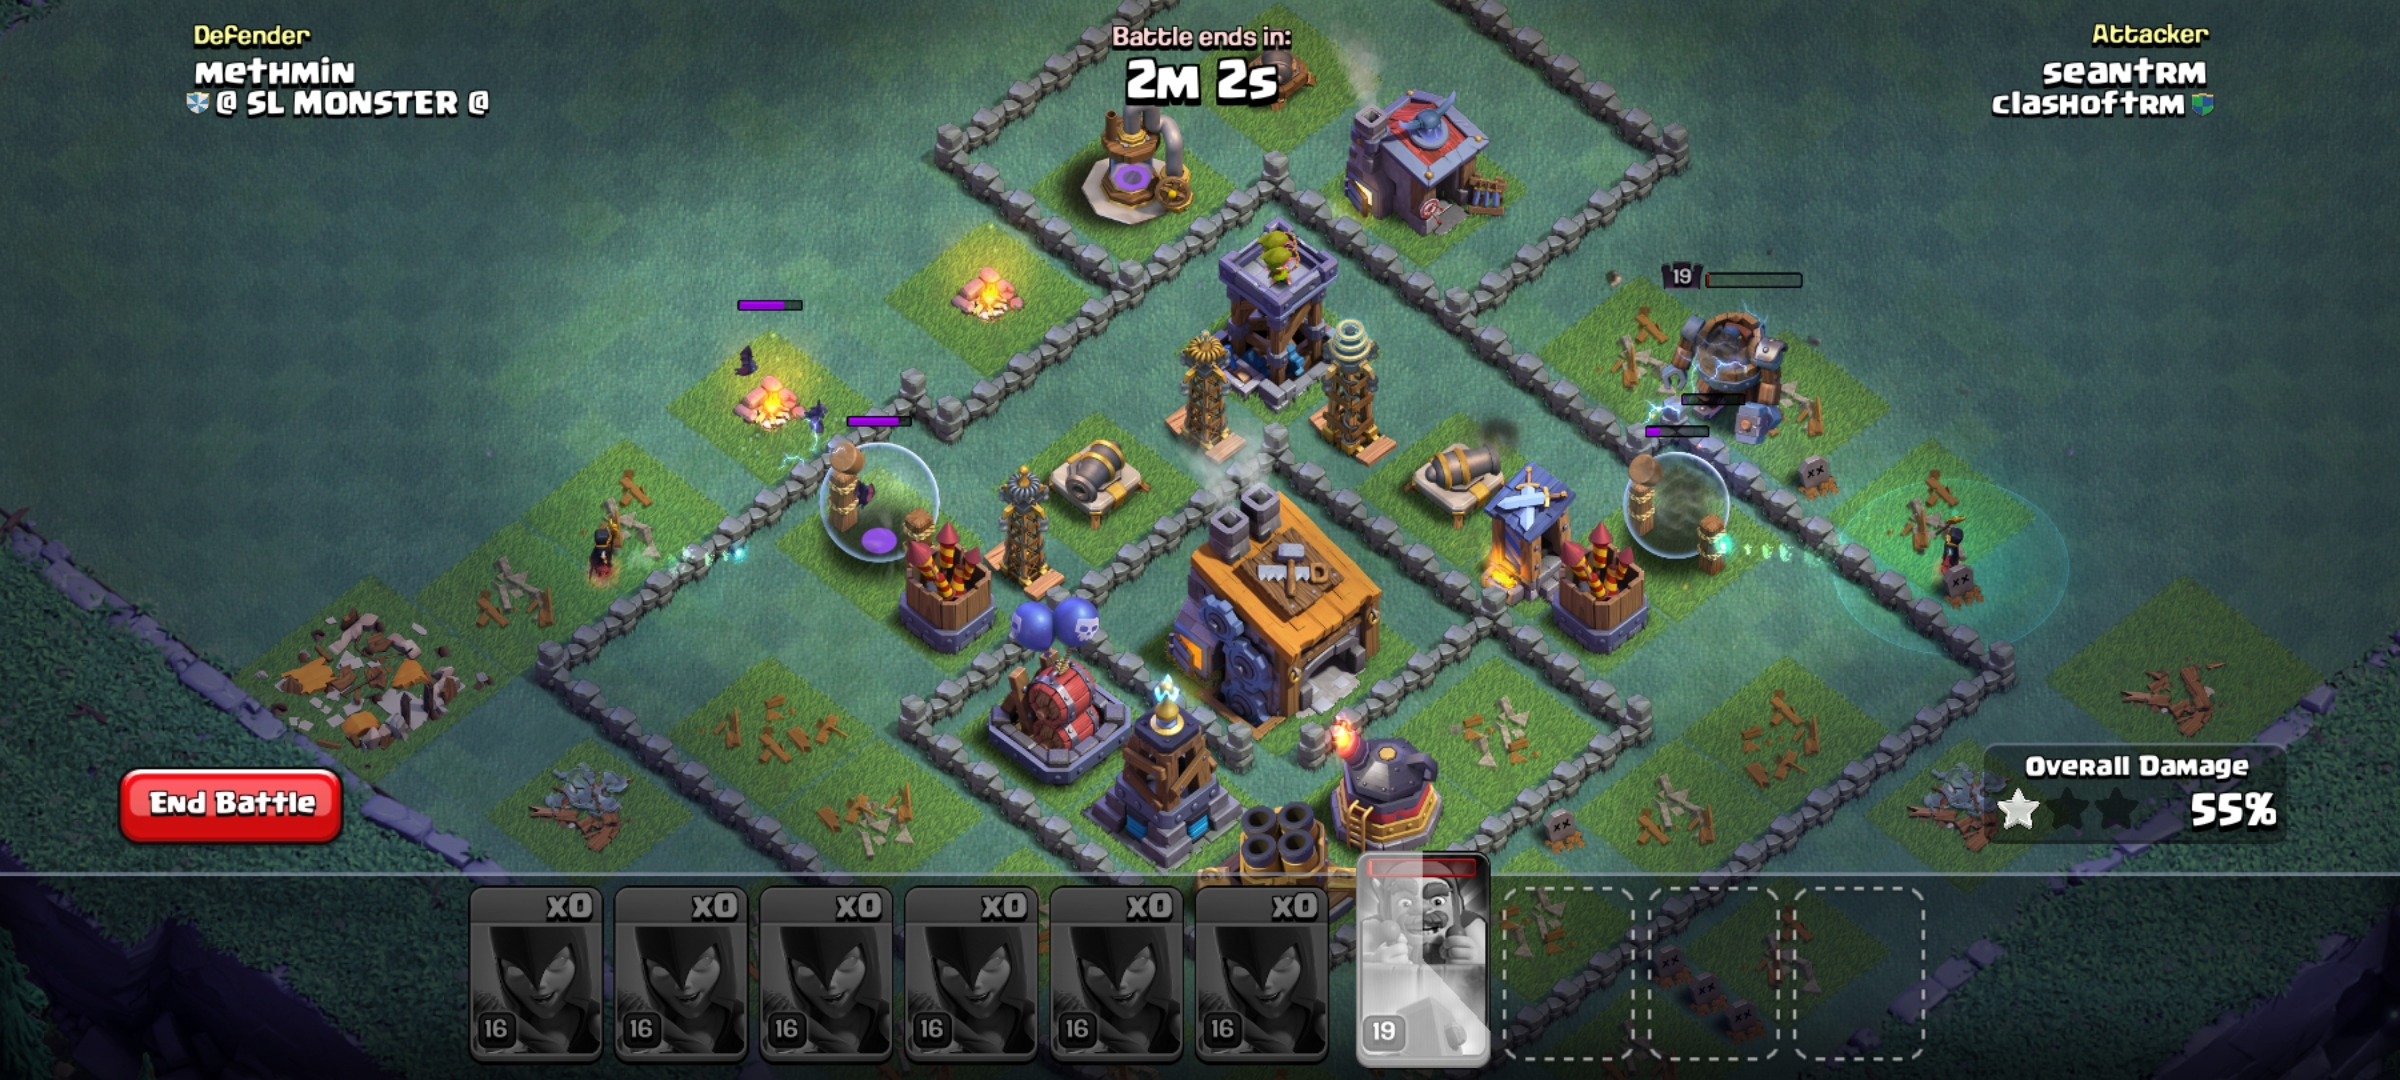 Defender
methmin
@ SL MONSTER @
Battle ends in:
2m 2s
Attacker
seantrm
clashoftrm
19
End Battle
Overall Damage
55%
x0 x0 x0 x0 x0 x0
16 16 16 16 16 16 19